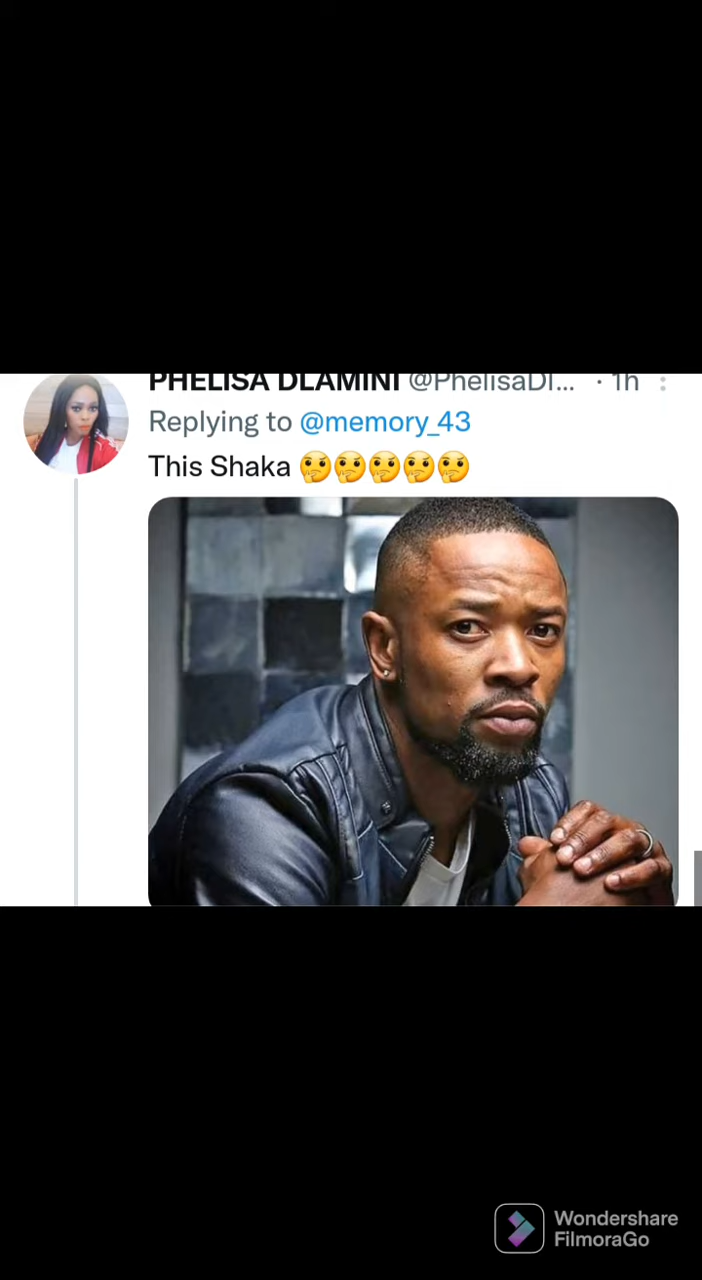 PHELISA DLAMINI @PhelisaDl... · 1h
Replying to @memory_43
This Shaka 🤔🤔🤔🤔🤔
Wondershare
FilmoraGo